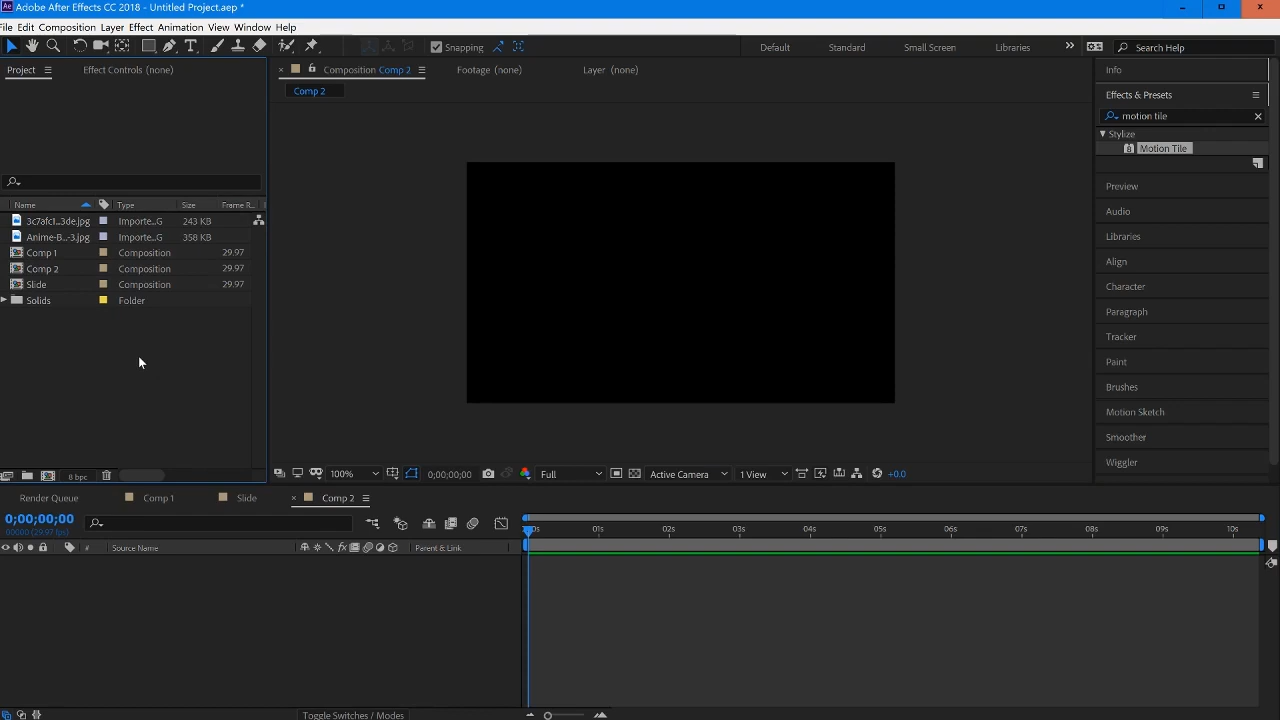 Adobe After Effects CC 2018 - Untitled Project.aep *
File Edit Composition Layer Effect Animation View Window Help
Snapping
Default Standard Small Screen Libraries Search Help
Project Effect Controls (none)
Composition Comp 2 Footage (none) Layer (none)
Comp 2
Name Type Size Frame R...
3c7afc1...3de.jpg Importe...G 243 KB
Anime-B...-3.jpg Importe...G 358 KB
Comp 1 Composition 29.97
Comp 2 Composition 29.97
Slide Composition 29.97
Solids Folder
Info
Effects & Presets
motion tile
Stylize
8 Motion Tile
Preview
Audio
Libraries
Align
Character
Paragraph
Tracker
Paint
Brushes
Motion Sketch
Smoother
Wiggler
8 bpc
100% 0;00;00;00 Full Active Camera 1 View +0.0
Render Queue Comp 1 Slide Comp 2
0;00;00;00
00000 (29.97 fps)
01s 02s 03s 04s 05s 06s 07s 08s 09s 10s
# Source Name fx Parent & Link
Toggle Switches / Modes